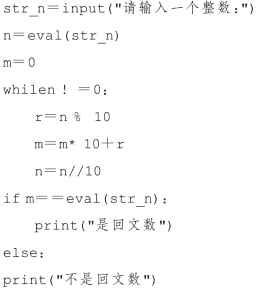 str_n=input("请输入一个整数:")
n=eval(str_n)
m=0
whilen! =0:
r=n% 10
m=m* 10+r
n=n//10
if m==eval(str_n):
print("是回文数")
else:
print("不是回文数")